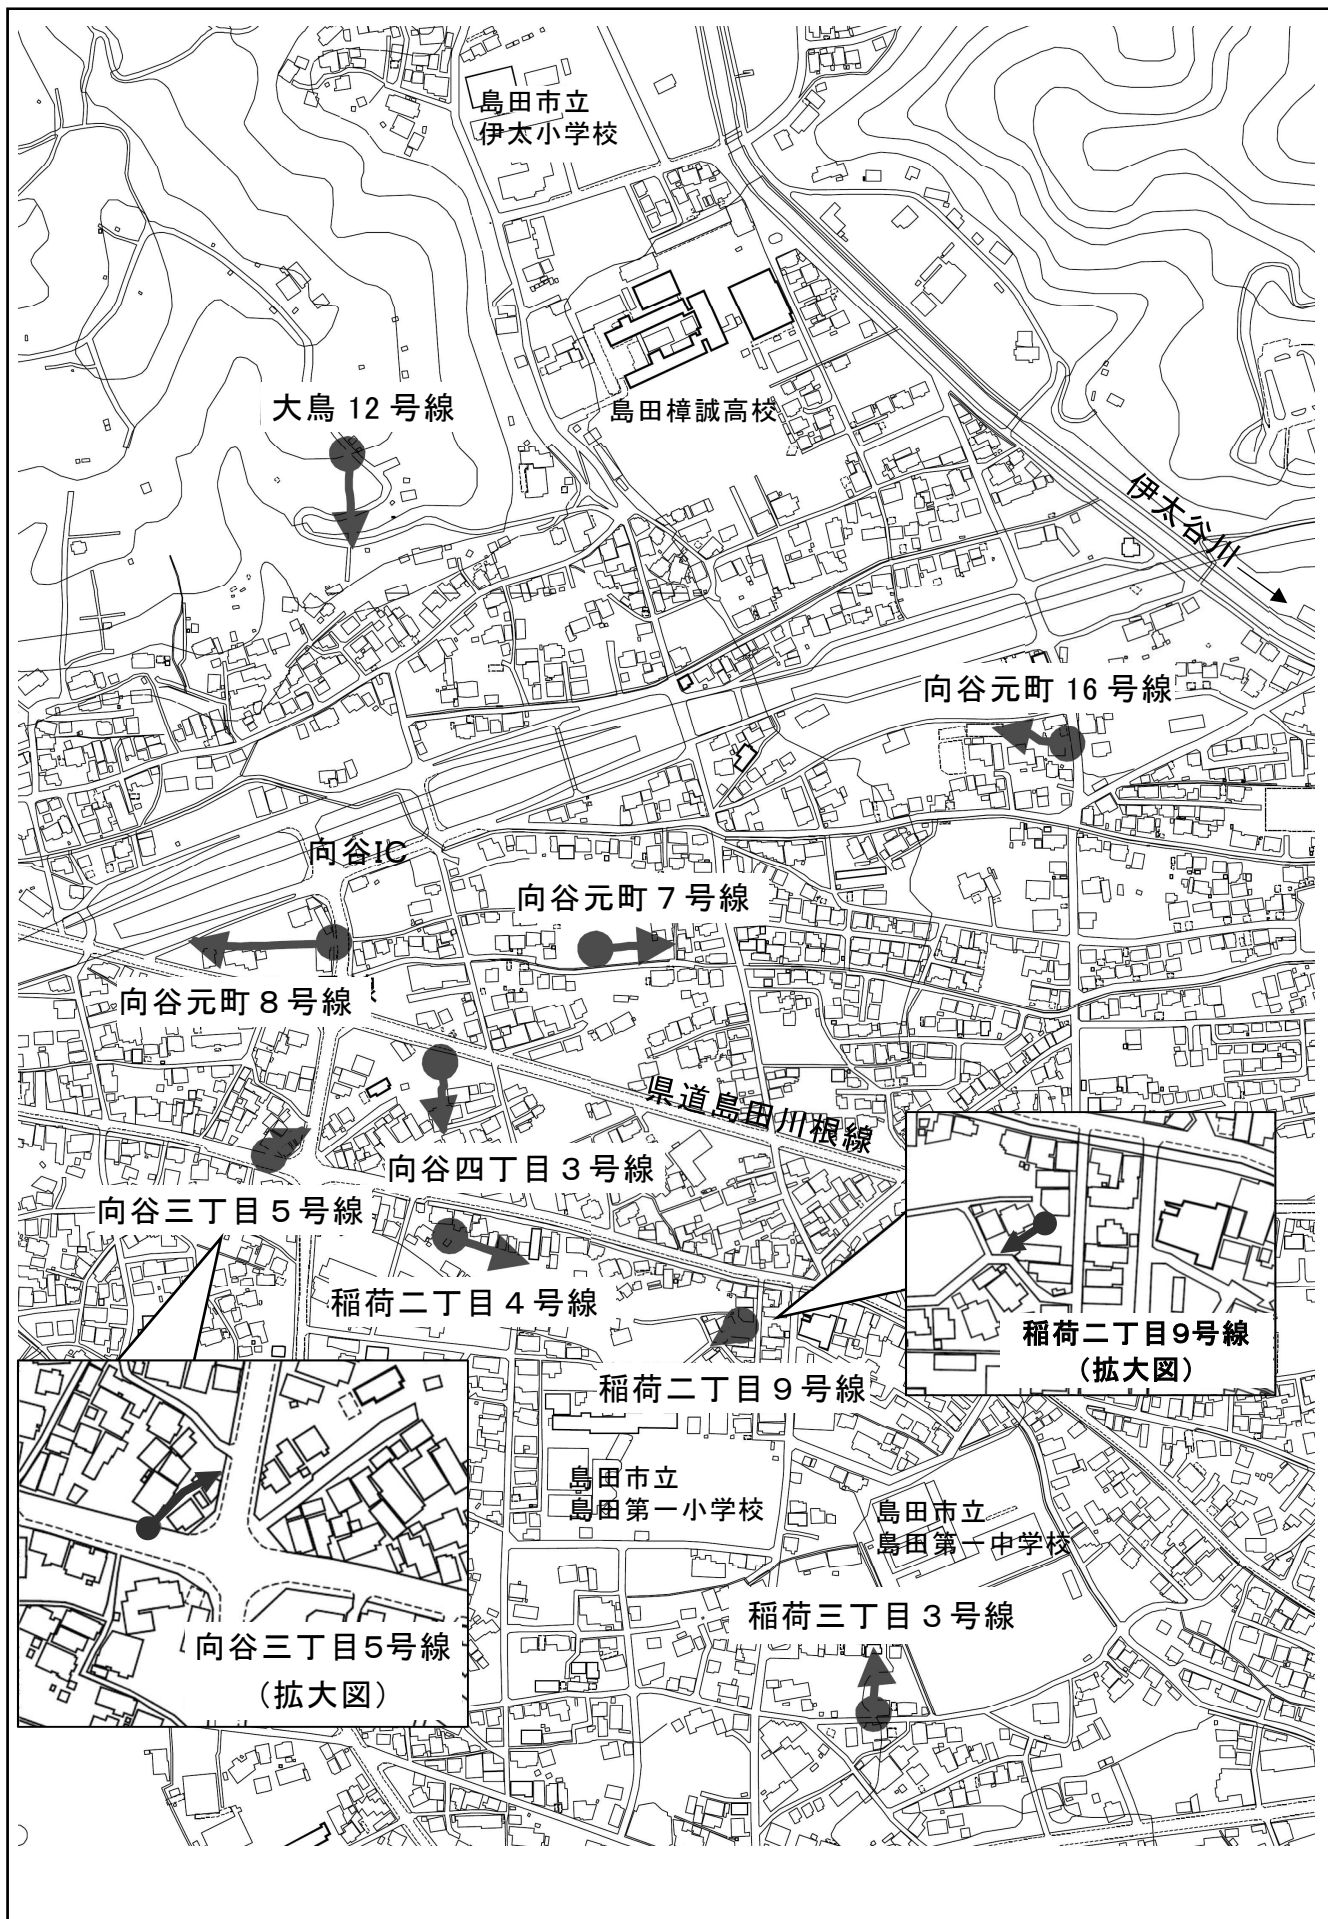 島田市立
伊太小学校
大鳥 12 号線
島田樟誠高校
伊太谷川
向谷元町 16 号線
向谷IC
向谷元町７号線
向谷元町８号線
線
県道島田川根線
向谷四丁目３号線
向谷三丁目５号線
稲荷二丁目４号線
稲荷二丁目9号線
（拡大図）
稲荷二丁目９号線
島田市立
島田第一小学校
島田市立
島田第一中学校
稲荷三丁目３号線
向谷三丁目5号線
（拡大図）